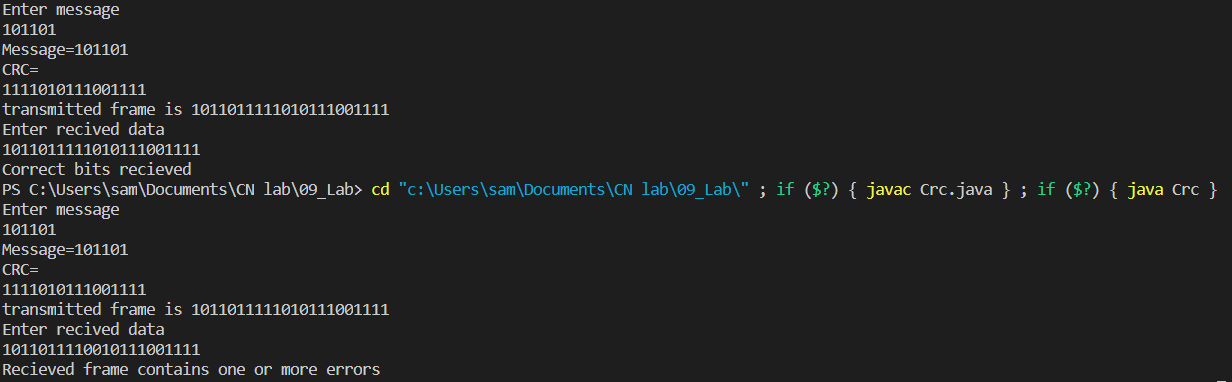 Enter message
101101
Message=101101
CRC=
1111010111001111
transmitted frame is 1011011111010111001111
Enter recived data
1011011111010111001111
Correct bits recieved
PS C:\Users\sam\Documents\CN lab\09_Lab> cd "c:\Users\sam\Documents\CN lab\09_Lab\" ; if ($?) { javac Crc.java } ; if ($?) { java Crc }
Enter message
101101
Message=101101
CRC=
1111010111001111
transmitted frame is 1011011111010111001111
Enter recived data
1011011110010111001111
Recieved frame contains one or more errors